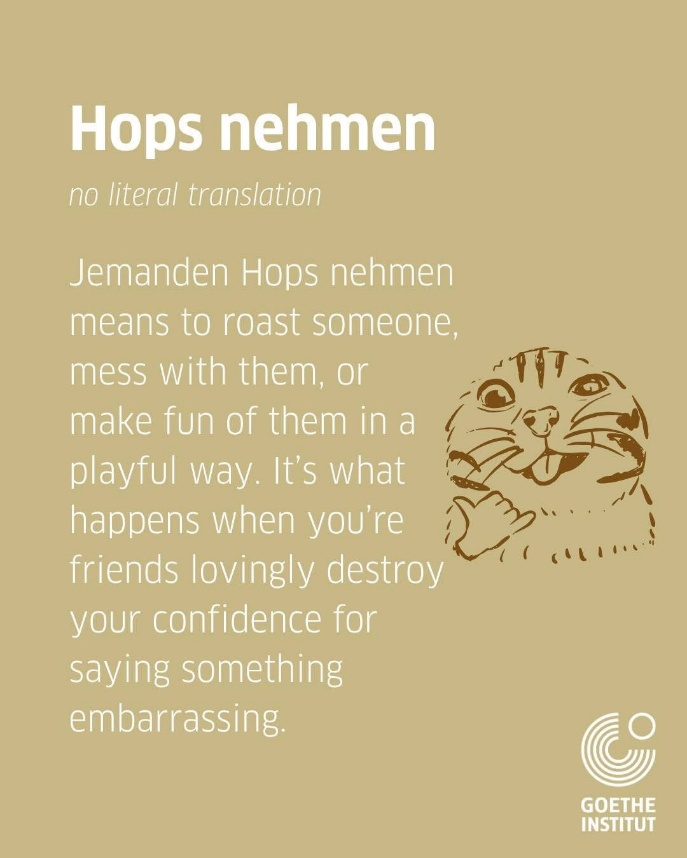 Hops nehmen
no literal translation
Jemanden Hops nehmen
means to roast someone,
mess with them, or
make fun of them in a
playful way. It’s what
happens when you’re
friends lovingly destroy
your confidence for
saying something
embarrassing.
GOETHE
INSTITUT